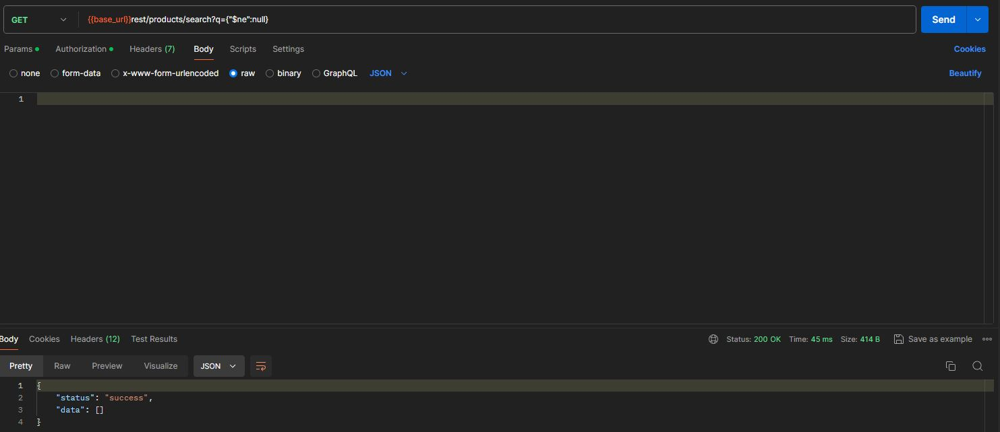 GET {{base_url}}rest/products/search?q={"$ne":null} Send
Params Authorization Headers (7) Body Scripts Settings Cookies
none form-data x-www-form-urlencoded raw binary GraphQL JSON Beautify
1
Body Cookies Headers (12) Test Results Status: 200 OK Time: 45 ms Size: 414 B Save as example
Pretty Raw Preview Visualize JSON
1 {
2 "status": "success",
3 "data": []
4 }